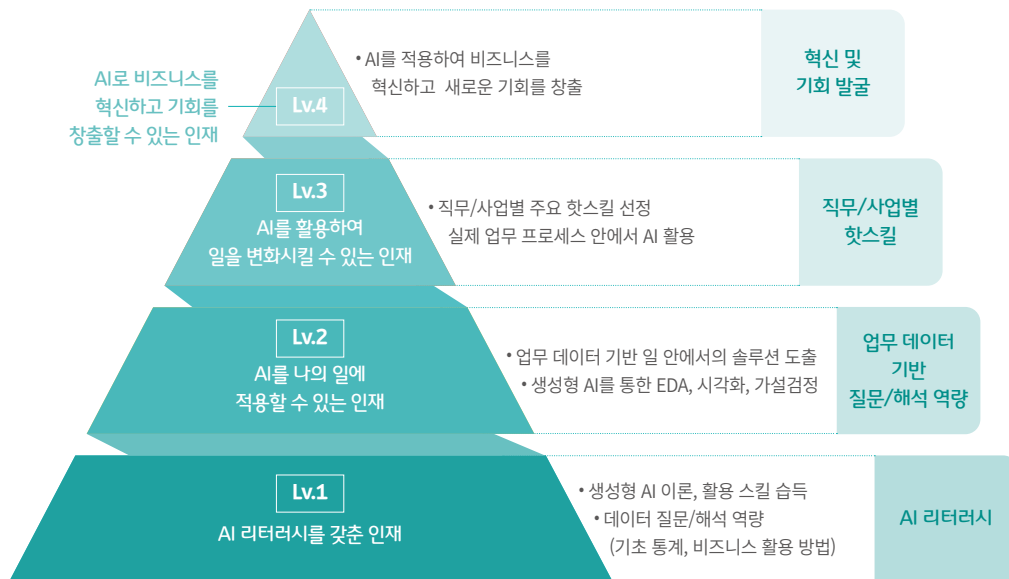 AI로 비즈니스를
혁신하고 기회를
창출할 수 있는 인재
Lv.4
• AI를 적용하여 비즈니스를
혁신하고 새로운 기회를 창출
혁신 및
기회 발굴
Lv.3
AI를 활용하여
일을 변화시킬 수 있는 인재
• 직무/사업별 주요 핫스킬 선정
실제 업무 프로세스 안에서 AI 활용
직무/사업별
핫스킬
Lv.2
AI를 나의 일에
적용할 수 있는 인재
• 업무 데이터 기반 일 안에서의 솔루션 도출
• 생성형 AI를 통한 EDA, 시각화, 가설검정
업무 데이터
기반
질문/해석 역량
Lv.1
AI 리터러시를 갖춘 인재
• 생성형 AI 이론, 활용 스킬 습득
• 데이터 질문/해석 역량
(기초 통계, 비즈니스 활용 방법)
AI 리터러시